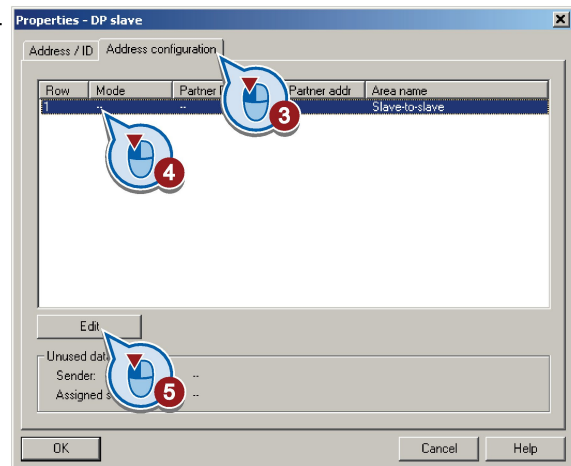 Properties - DP slave
Address / ID Address configuration
Row Mode Partner Partner addr Area name
1 -- -- Slave-to-slave
3
4
Edit
5
Unused
Sender: --
Assigned --
OK Cancel Help